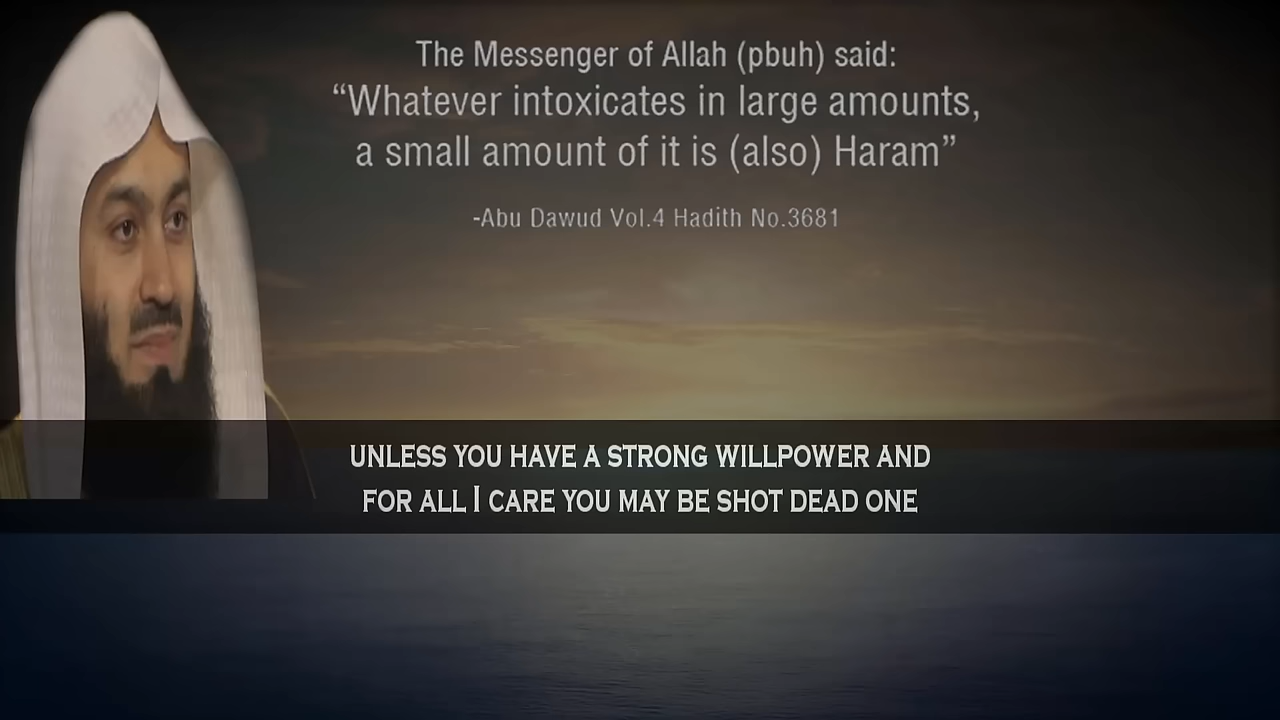 The Messenger of Allah (pbuh) said:
“Whatever intoxicates in large amounts,
a small amount of it is (also) Haram”
-Abu Dawud Vol.4 Hadith No.3681
UNLESS YOU HAVE A STRONG WILLPOWER AND
FOR ALL I CARE YOU MAY BE SHOT DEAD ONE